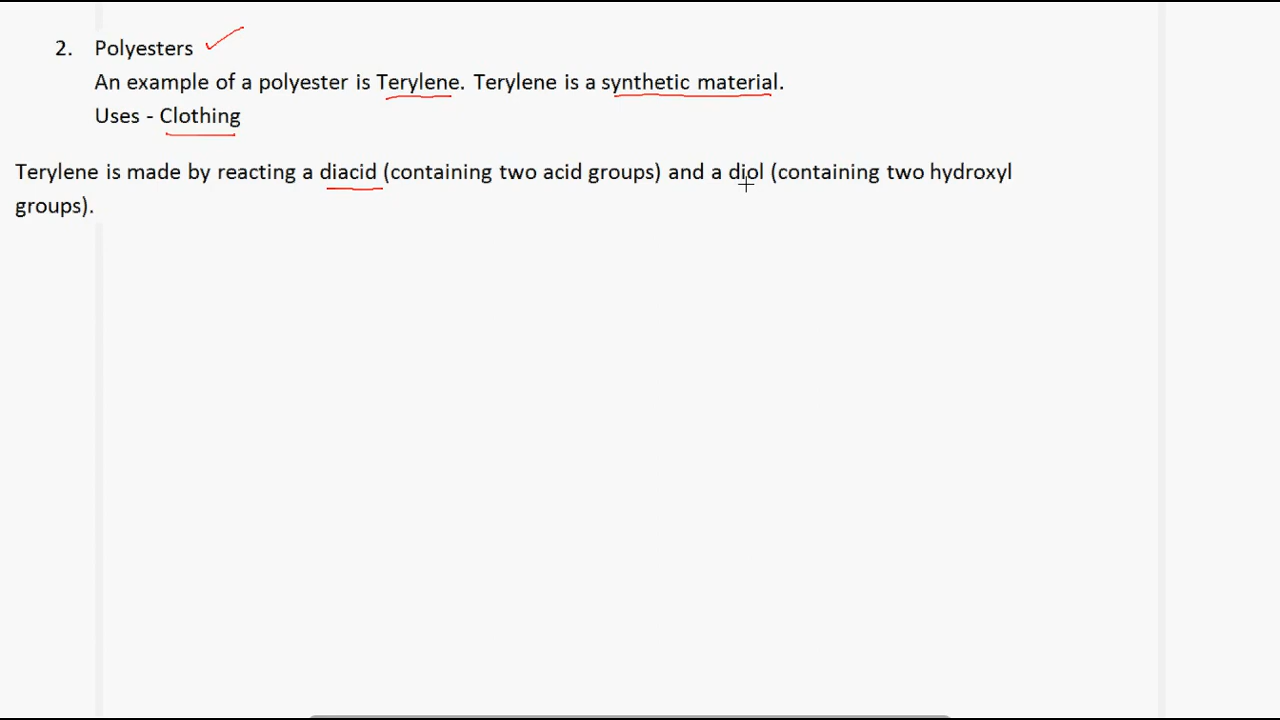 2. Polyesters
An example of a polyester is Terylene. Terylene is a synthetic material.
Uses - Clothing
Terylene is made by reacting a diacid (containing two acid groups) and a diol (containing two hydroxyl
groups).